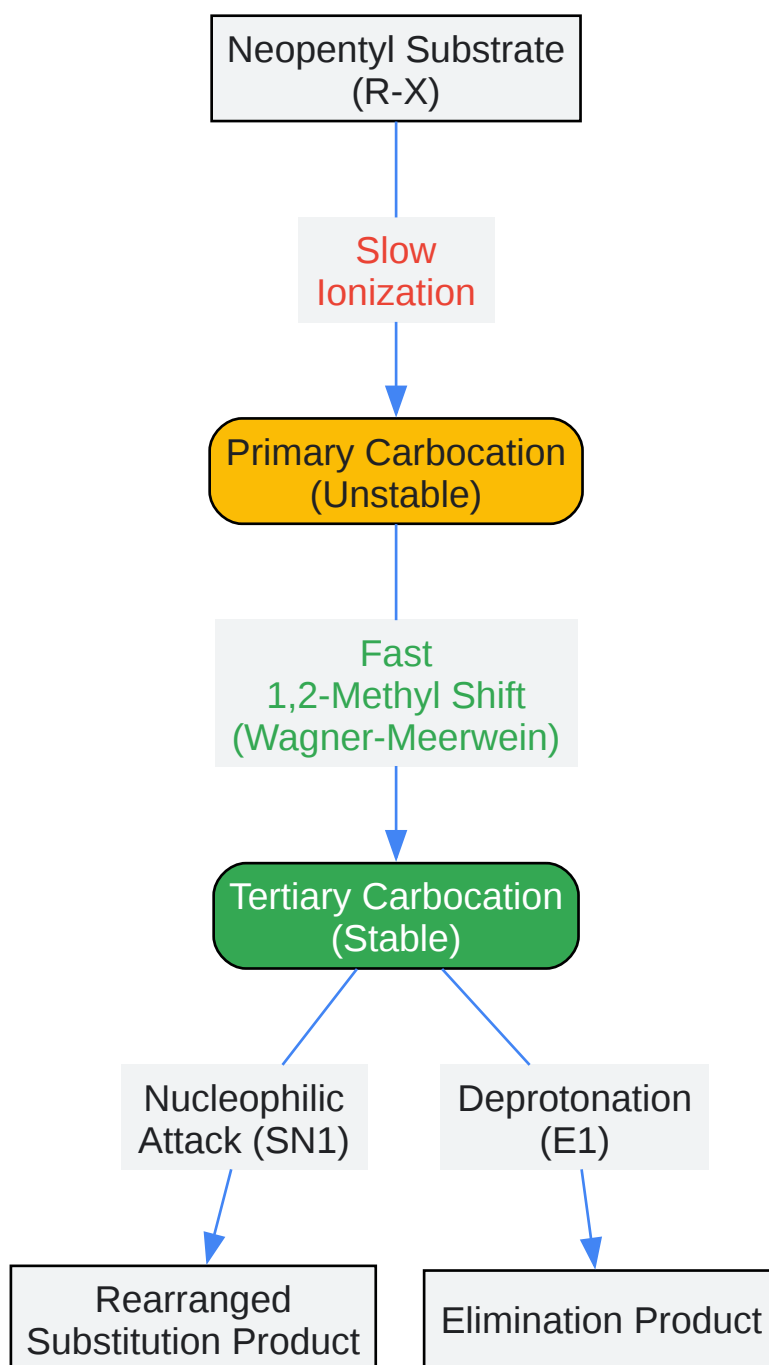 Neopentyl Substrate
(R-X)
Slow
Ionization
Primary Carbocation
(Unstable)
Fast
1,2-Methyl Shift
(Wagner-Meerwein)
Tertiary Carbocation
(Stable)
Nucleophilic
Attack (SN1)
Deprotonation
(E1)
Rearranged
Substitution Product
Elimination Product